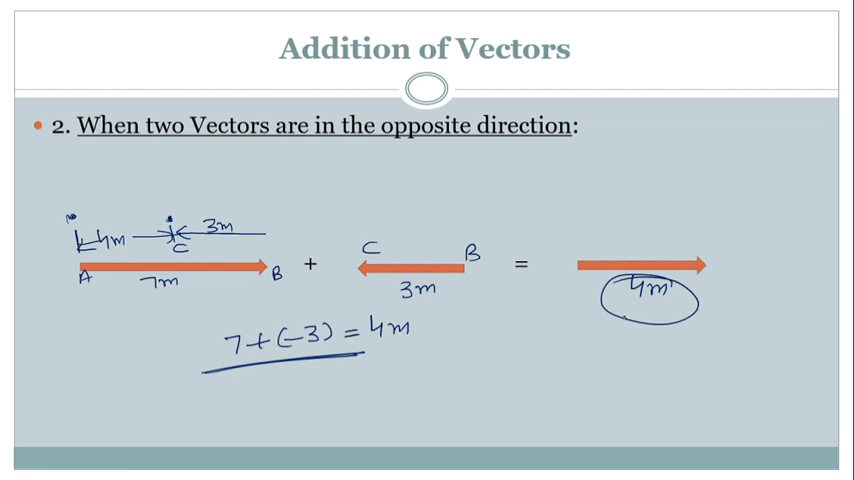 Addition of Vectors
2. When two Vectors are in the opposite direction:
4m 3m
C
A 7m B
+
C B
3m
=
4m
7+(-3) = 4m